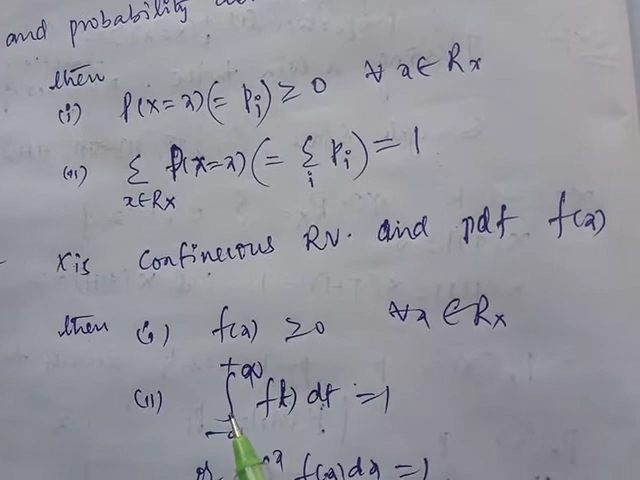 and probability
then
(i) P(X=x)(= pi) ≥ 0 ∀ x ∈ Rx
(ii) Σ x∈Rx P(X=x)(= Σ i pi) = 1
X is Continuous RV. and pdf f(x)
then (i) f(x) ≥ 0 ∀ x ∈ Rx
(ii) ∫ +∞ -∞ f(t) dt = 1
f(x) dx = 1